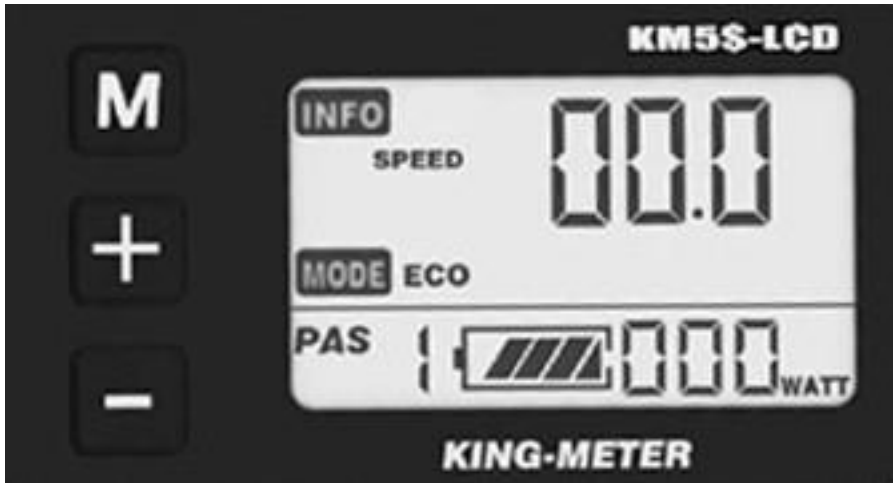 KM5S-LCD
M
INFO
SPEED
00.0
+
MODE ECO
PAS 1 000 WATT
-
KING-METER